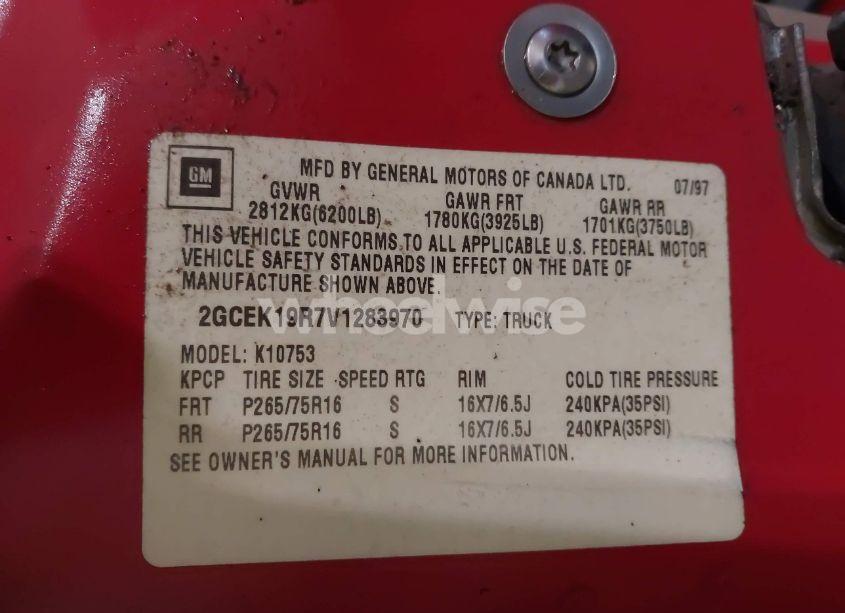 GM
MFD BY GENERAL MOTORS OF CANADA LTD. 07/97
GVWR GAWR FRT GAWR RR
2812KG(6200LB) 1780KG(3925LB) 1701KG(3750LB)
THIS VEHICLE CONFORMS TO ALL APPLICABLE U.S. FEDERAL MOTOR
VEHICLE SAFETY STANDARDS IN EFFECT ON THE DATE OF
MANUFACTURE SHOWN ABOVE.
wheelwise
2GCEK19R7V1283970 TYPE: TRUCK
MODEL: K10753
KPCP TIRE SIZE SPEED RTG RIM COLD TIRE PRESSURE
FRT P265/75R16 S 16X7/6.5J 240KPA(35PSI)
RR P265/75R16 S 16X7/6.5J 240KPA(35PSI)
SEE OWNER'S MANUAL FOR MORE INFORMATION.